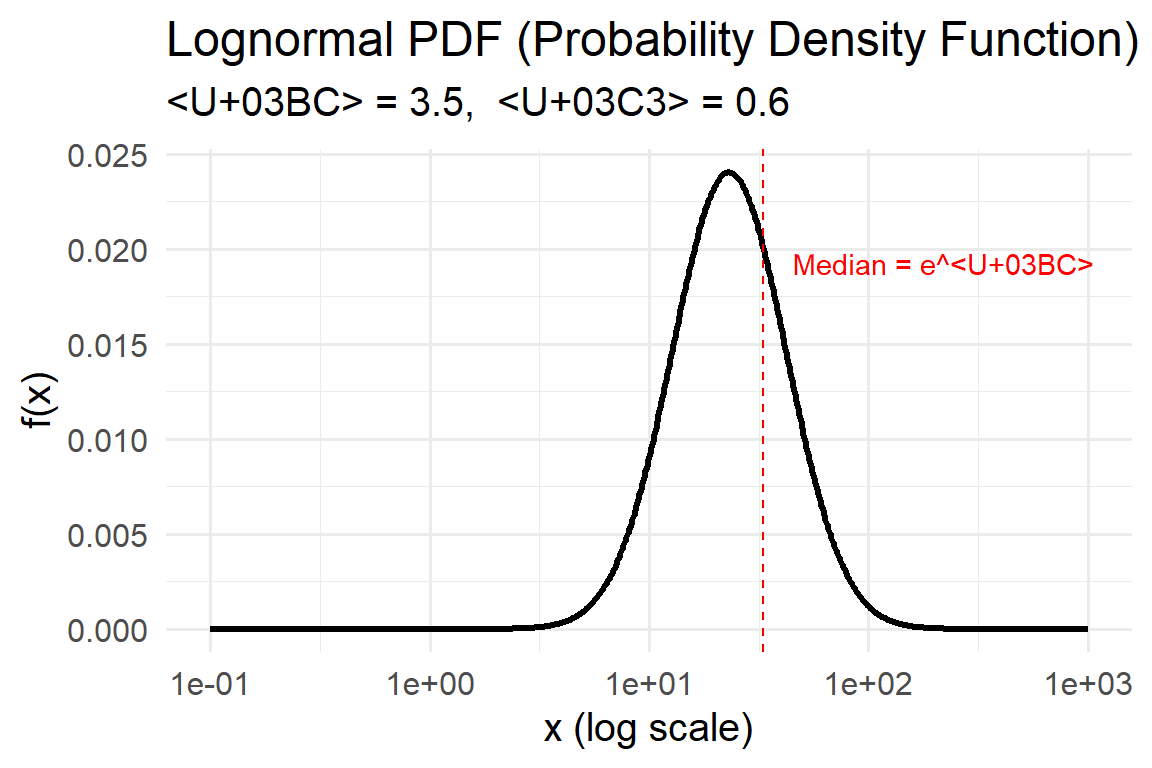 Lognormal PDF (Probability Density Function)
<U+03BC> = 3.5,  <U+03C3> = 0.6
0.025
0.020
0.015
0.010
0.005
0.000
f(x)
Median = e^<U+03BC>
1e-01
1e+00
1e+01
1e+02
1e+03
x (log scale)